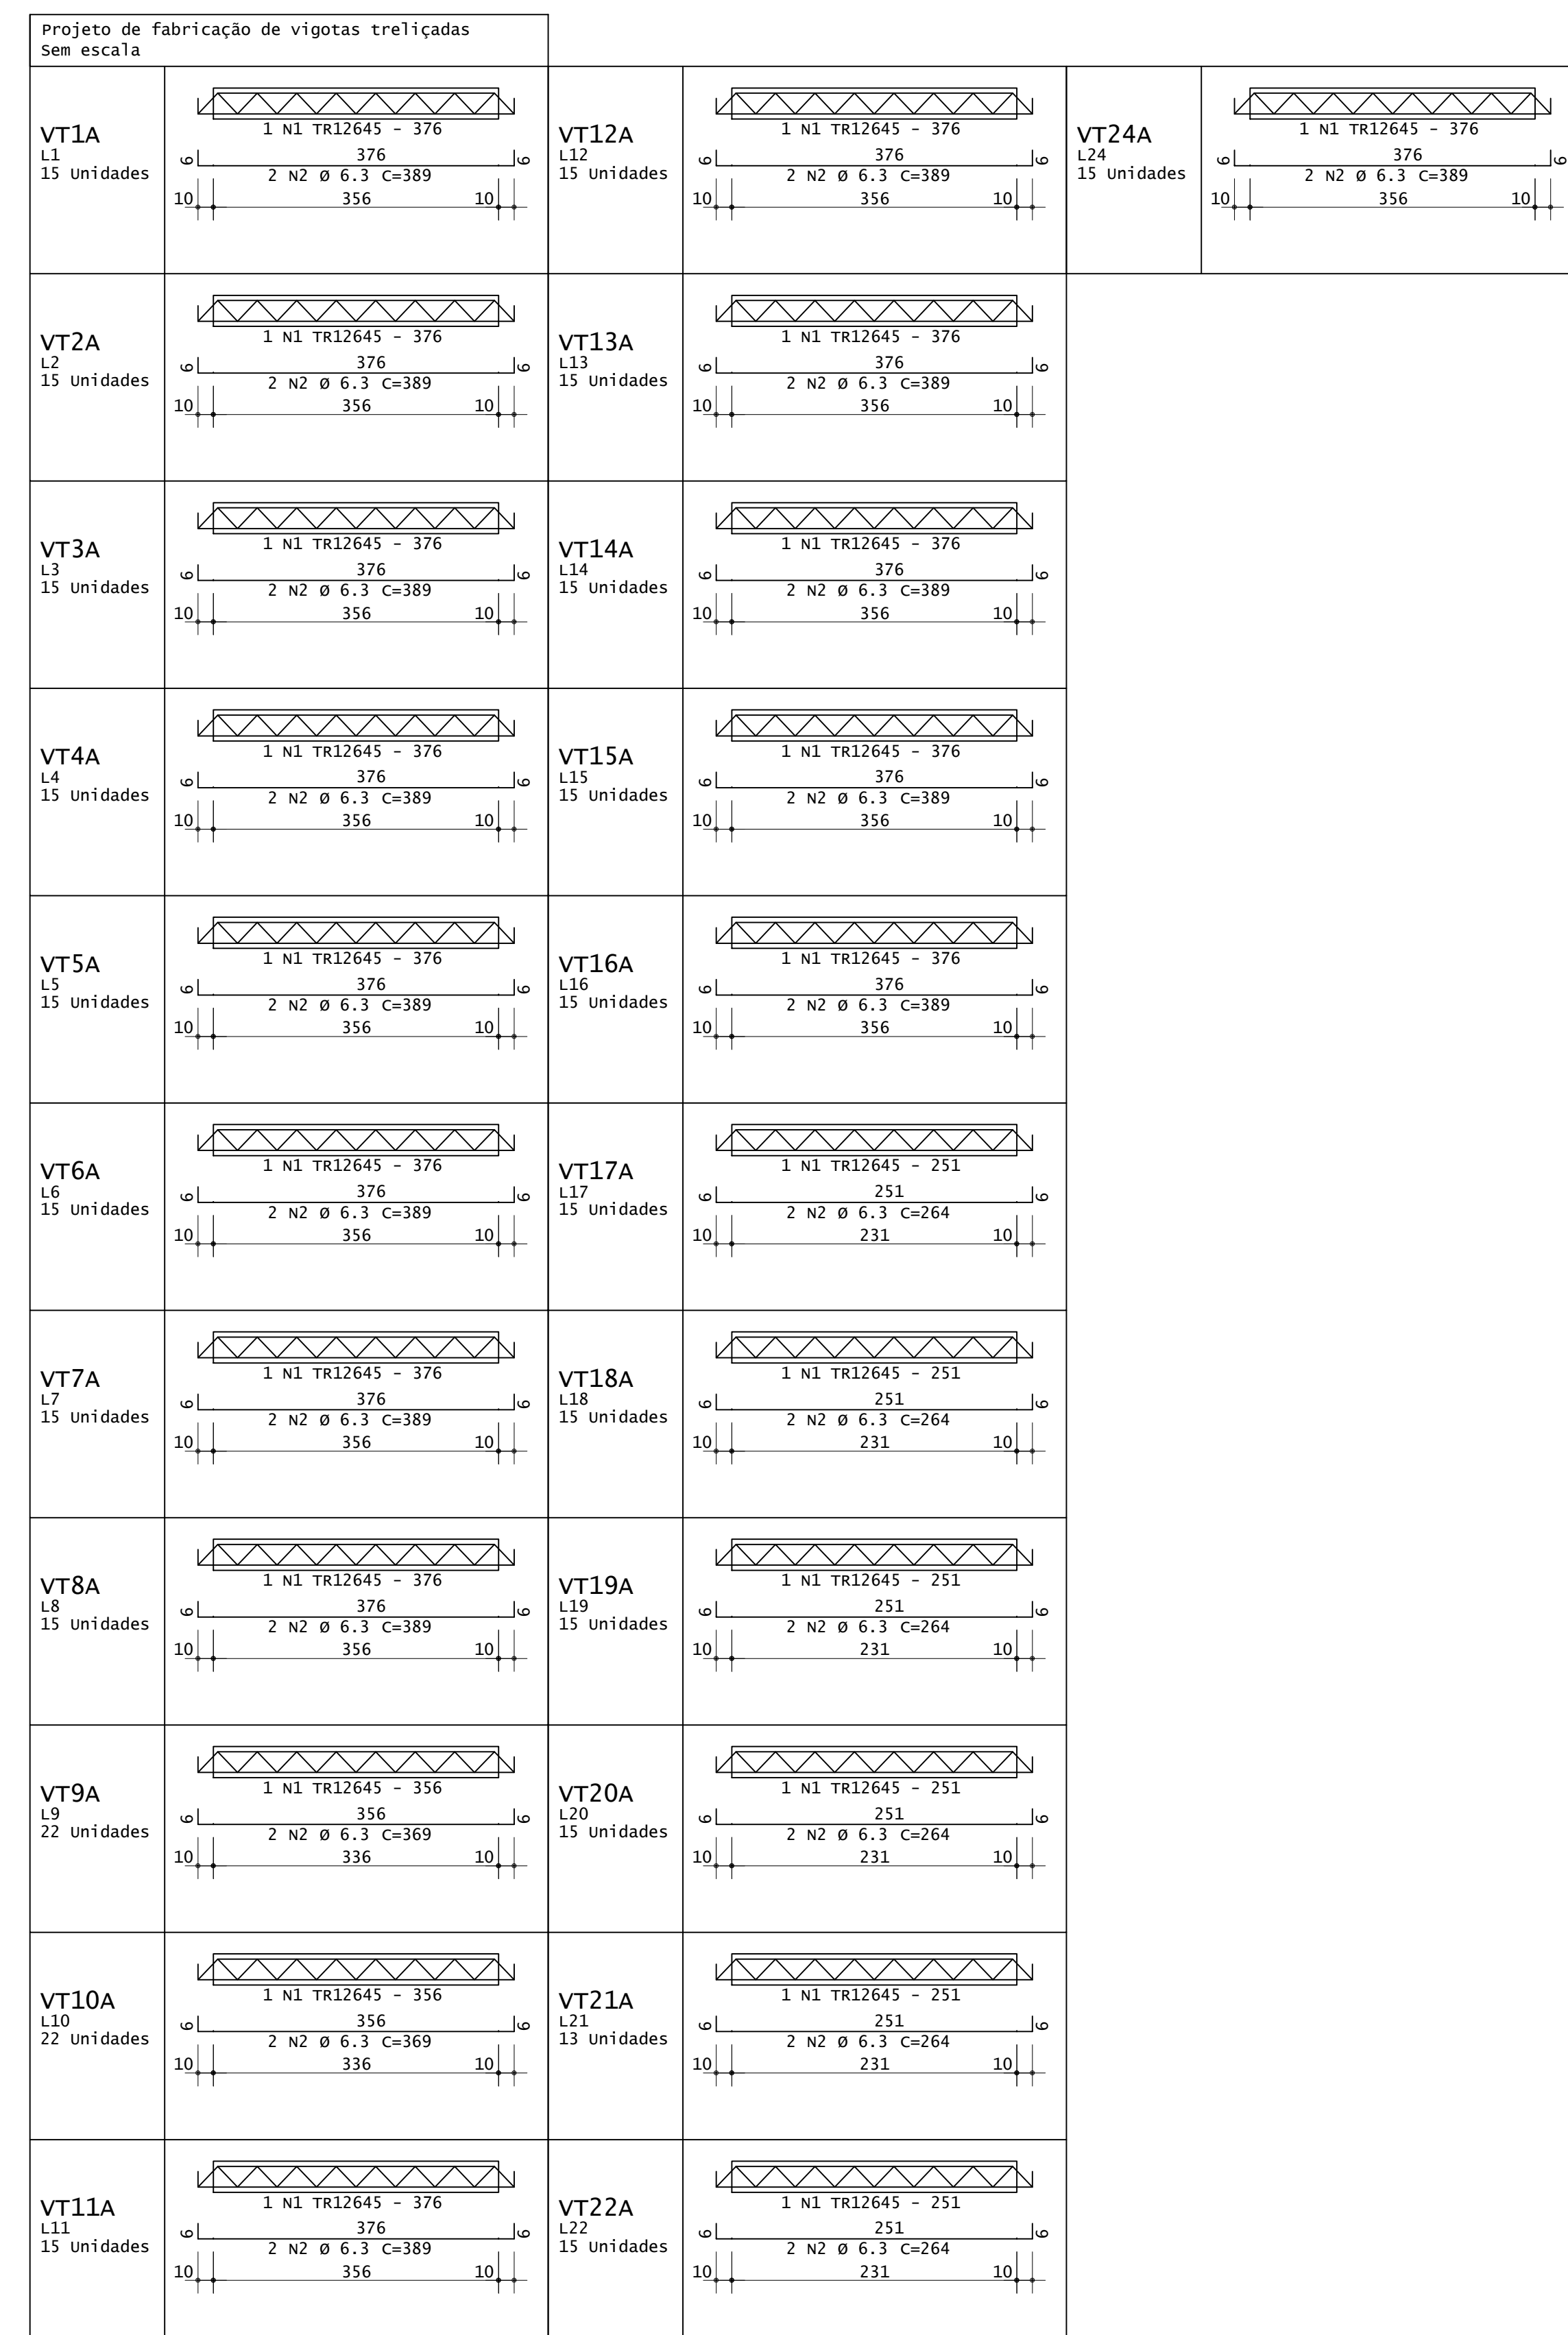 Projeto de fabricação de vigotas treliçadas
Sem escala
VT1A
L1
15 Unidades
1 N1 TR12645 - 376
6 376 6
2 N2 Ø 6.3 C=389
10 356 10
VT2A
L2
15 Unidades
1 N1 TR12645 - 376
6 376 6
2 N2 Ø 6.3 C=389
10 356 10
VT3A
L3
15 Unidades
1 N1 TR12645 - 376
6 376 6
2 N2 Ø 6.3 C=389
10 356 10
VT4A
L4
15 Unidades
1 N1 TR12645 - 376
6 376 6
2 N2 Ø 6.3 C=389
10 356 10
VT5A
L5
15 Unidades
1 N1 TR12645 - 376
6 376 6
2 N2 Ø 6.3 C=389
10 356 10
VT6A
L6
15 Unidades
1 N1 TR12645 - 376
6 376 6
2 N2 Ø 6.3 C=389
10 356 10
VT7A
L7
15 Unidades
1 N1 TR12645 - 376
6 376 6
2 N2 Ø 6.3 C=389
10 356 10
VT8A
L8
15 Unidades
1 N1 TR12645 - 376
6 376 6
2 N2 Ø 6.3 C=389
10 356 10
VT9A
L9
22 Unidades
1 N1 TR12645 - 356
6 356 6
2 N2 Ø 6.3 C=369
10 336 10
VT10A
L10
22 Unidades
1 N1 TR12645 - 356
6 356 6
2 N2 Ø 6.3 C=369
10 336 10
VT11A
L11
15 Unidades
1 N1 TR12645 - 376
6 376 6
2 N2 Ø 6.3 C=389
10 356 10
VT12A
L12
15 Unidades
1 N1 TR12645 - 376
6 376 6
2 N2 Ø 6.3 C=389
10 356 10
VT13A
L13
15 Unidades
1 N1 TR12645 - 376
6 376 6
2 N2 Ø 6.3 C=389
10 356 10
VT14A
L14
15 Unidades
1 N1 TR12645 - 376
6 376 6
2 N2 Ø 6.3 C=389
10 356 10
VT15A
L15
15 Unidades
1 N1 TR12645 - 376
6 376 6
2 N2 Ø 6.3 C=389
10 356 10
VT16A
L16
15 Unidades
1 N1 TR12645 - 376
6 376 6
2 N2 Ø 6.3 C=389
10 356 10
VT17A
L17
15 Unidades
1 N1 TR12645 - 251
6 251 6
2 N2 Ø 6.3 C=264
10 231 10
VT18A
L18
15 Unidades
1 N1 TR12645 - 251
6 251 6
2 N2 Ø 6.3 C=264
10 231 10
VT19A
L19
15 Unidades
1 N1 TR12645 - 251
6 251 6
2 N2 Ø 6.3 C=264
10 231 10
VT20A
L20
15 Unidades
1 N1 TR12645 - 251
6 251 6
2 N2 Ø 6.3 C=264
10 231 10
VT21A
L21
13 Unidades
1 N1 TR12645 - 251
6 251 6
2 N2 Ø 6.3 C=264
10 231 10
VT22A
L22
15 Unidades
1 N1 TR12645 - 251
6 251 6
2 N2 Ø 6.3 C=264
10 231 10
VT24A
L24
15 Unidades
1 N1 TR12645 - 376
6 376 6
2 N2 Ø 6.3 C=389
10 356 10